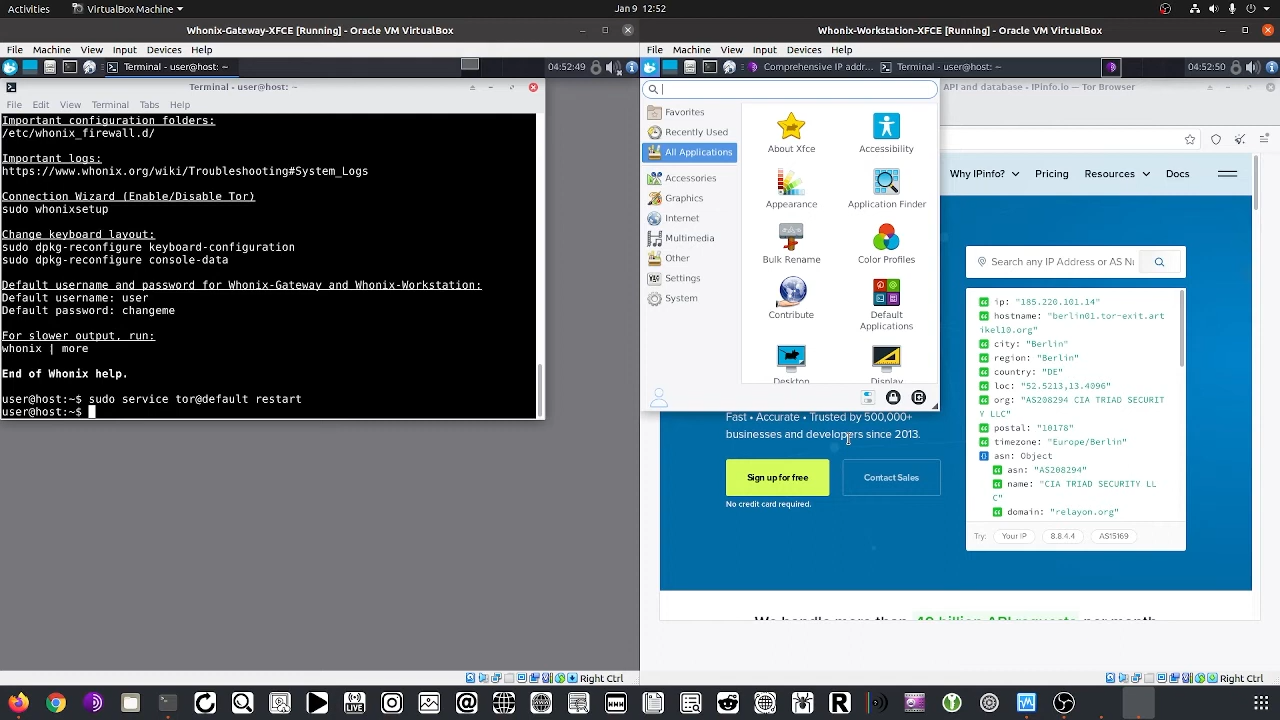 Activities
VirtualBox Machine
Jan 9 12:52
Whonix-Gateway-XFCE [Running] - Oracle VM VirtualBox
File Machine View Input Devices Help
Terminal - user@host: ~
04:52:49
Terminal - user@host: ~
File Edit View Terminal Tabs Help
Important configuration folders:
/etc/whonix_firewall.d/
Important logs:
https://www.whonix.org/wiki/Troubleshooting#System_Logs
Connection Wizard (Enable/Disable Tor)
sudo whonixsetup
Change keyboard layout:
sudo dpkg-reconfigure keyboard-configuration
sudo dpkg-reconfigure console-data
Default username and password for Whonix-Gateway and Whonix-Workstation:
Default username: user
Default password: changeme
For slower output, run:
whonix | more
End of Whonix help.
user@host:~$ sudo service tor@default restart
user@host:~$
Right Ctrl
Whonix-Workstation-XFCE [Running] - Oracle VM VirtualBox
File Machine View Input Devices Help
Comprehensive IP addr...
Terminal - user@host: ~
04:52:50
API and database - IPinfo.io — Tor Browser
Favorites
Recently Used
All Applications
Accessories
Graphics
Internet
Multimedia
Other
Settings
System
About Xfce
Accessibility
Appearance
Application Finder
Bulk Rename
Color Profiles
Contribute
Default
Applications
Desktop
Display
Why IPinfo?
Pricing
Resources
Docs
Search any IP Address or AS Nu
ip: "185.220.101.14"
hostname: "berlin01.tor-exit.art
ikel10.org"
city: "Berlin"
region: "Berlin"
country: "DE"
loc: "52.5213,13.4096"
org: "AS208294 CIA TRIAD SECURIT
Y LLC"
postal: "10178"
timezone: "Europe/Berlin"
asn: Object
asn: "AS208294"
name: "CIA TRIAD SECURITY LL
C"
domain: "relayon.org"
Try: Your IP 8.8.4.4 AS15169
Fast • Accurate • Trusted by 500,000+
businesses and developers since 2013.
Sign up for free
Contact Sales
No credit card required.
We handle more than 40 billion API requests per month
Right Ctrl